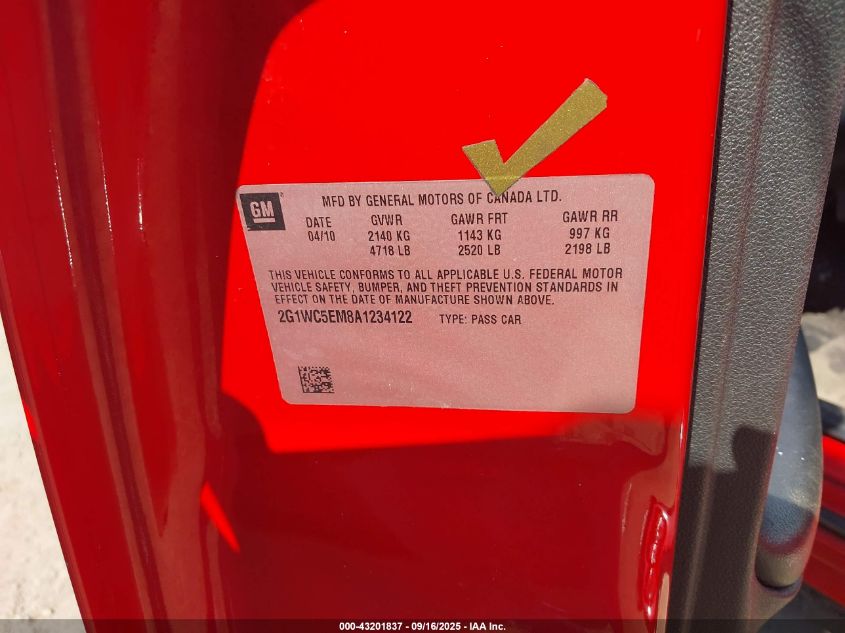 GM
MFD BY GENERAL MOTORS OF CANADA LTD.
DATE GVWR GAWR FRT GAWR RR
04/10 2140 KG 1143 KG 997 KG
4718 LB 2520 LB 2198 LB
THIS VEHICLE CONFORMS TO ALL APPLICABLE U.S. FEDERAL MOTOR
VEHICLE SAFETY, BUMPER, AND THEFT PREVENTION STANDARDS IN
EFFECT ON THE DATE OF MANUFACTURE SHOWN ABOVE.
2G1WC5EM8A1234122 TYPE: PASS CAR
000-43201837 - 09/16/2025 - IAA Inc.